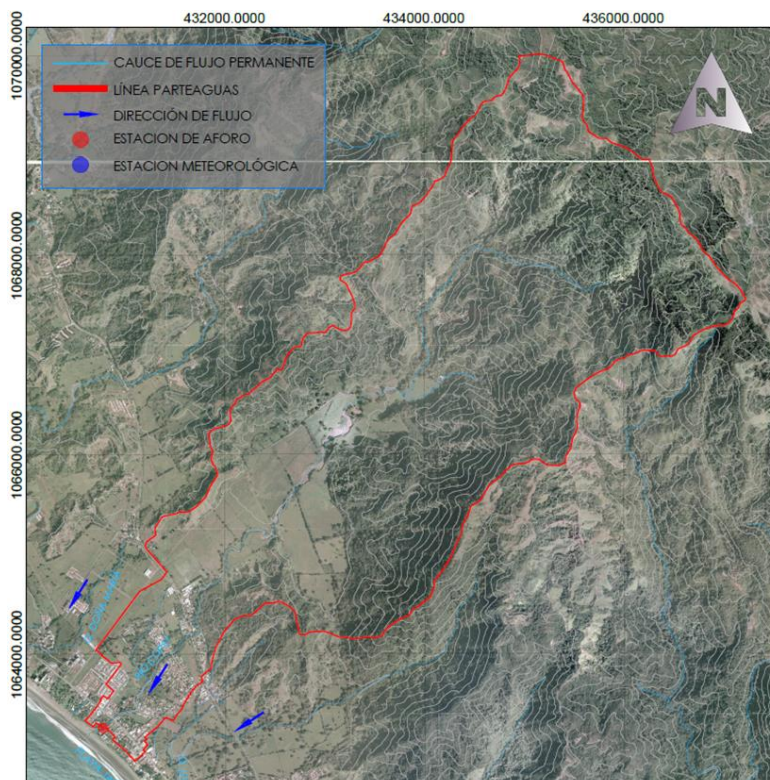 432000.0000 434000.0000 436000.0000
1070000.0000
CAUCE DE FLUJO PERMANENTE
LÍNEA PARTEAGUAS
DIRECCIÓN DE FLUJO
ESTACION DE AFORO
ESTACION METEOROLÓGICA
N
1068000.0000
1066000.0000
1064000.0000